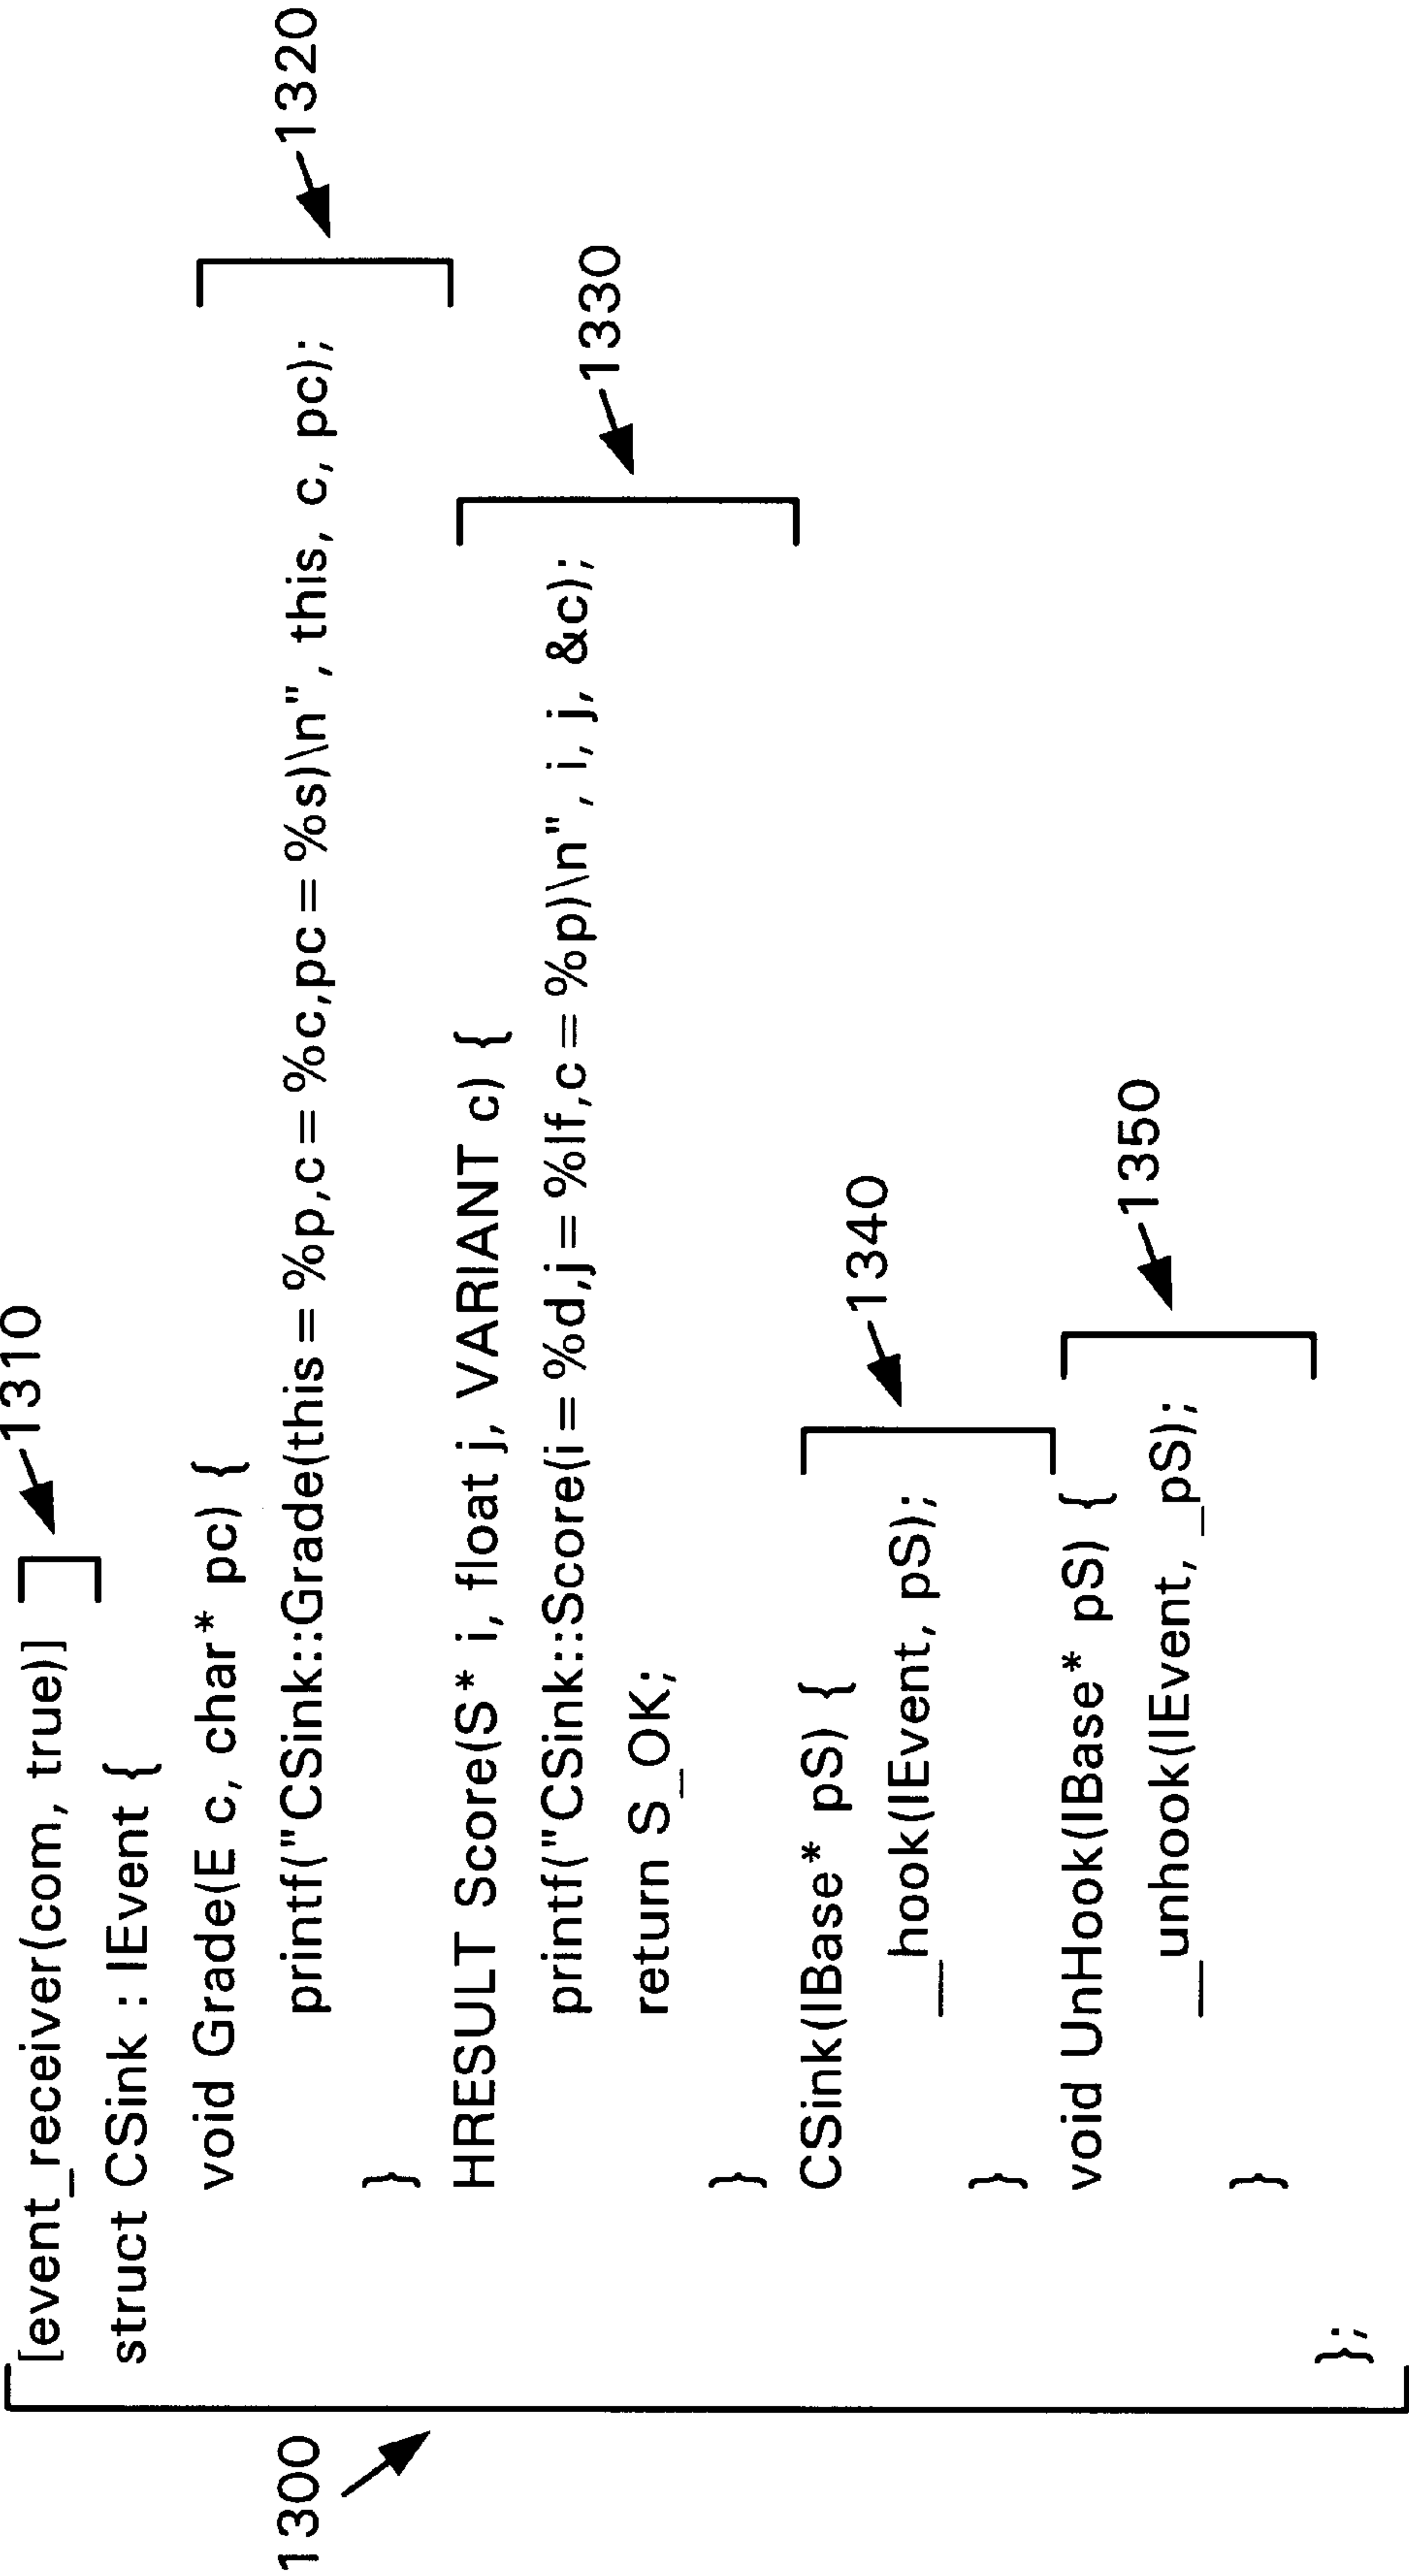 1300
[event_receiver(com, true)] 1310
struct CSink : IEvent {
void Grade(E c, char* pc) {
printf("CSink::Grade(this=%p,c=%c,pc=%s)\n", this, c, pc); 1320
}
HRESULT Score(S* i, float j, VARIANT c) {
printf("CSink::Score(i=%d,j=%lf,c=%p)\n", i, j, &c); 1330
return S_OK;
}
CSink(IBase* pS) {
__hook(IEvent, pS); 1340
}
void UnHook(IBase* pS) {
__unhook(IEvent, _pS); 1350
}
};